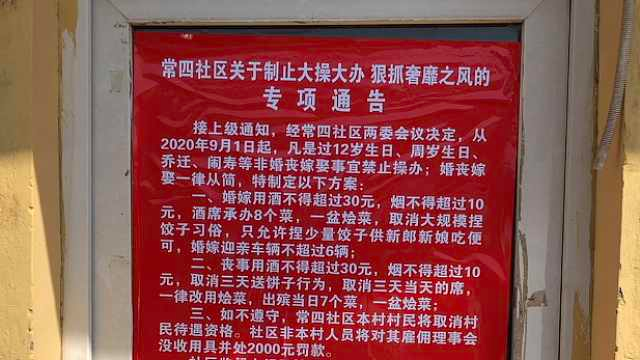 常四社区关于制止大操大办 狠抓奢靡之风的
专项通告
接上级通知，经常四社区两委会议决定，从
2020年9月1日起，凡是过12岁生日、周岁生日、
乔迁、闹寿等非婚丧嫁娶事宜禁止操办；婚丧嫁
娶一律从简，特制定以下方案：
一、婚嫁用酒不得超过30元，烟不得超过10
元，酒席承办8个菜，一盆烩菜，取消大规模捏
饺子习俗，只允许捏少量饺子供新郎新娘吃便
可，婚嫁迎亲车辆不超过6辆；
二、丧事用酒不得超过30元，烟不得超过10
元，取消三天送饼子行为，取消三天当天的席，
一律改用烩菜，出殡当日7个菜，一盆烩菜；
三、如不遵守，常四社区本村村民将取消村
民待遇资格。社区非本村人员将对其雇佣理事会
没收用具并处2000元罚款。